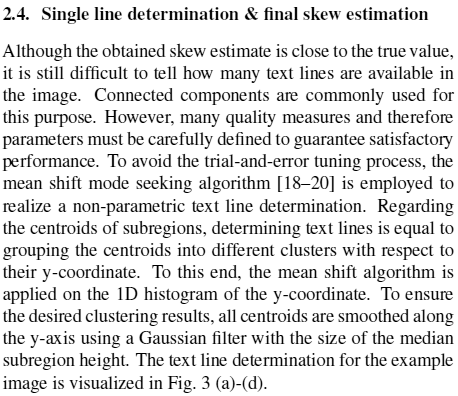 2.4. Single line determination & final skew estimation
Although the obtained skew estimate is close to the true value,
it is still difficult to tell how many text lines are available in
the image. Connected components are commonly used for
this purpose. However, many quality measures and therefore
parameters must be carefully defined to guarantee satisfactory
performance. To avoid the trial-and-error tuning process, the
mean shift mode seeking algorithm [18–20] is employed to
realize a non-parametric text line determination. Regarding
the centroids of subregions, determining text lines is equal to
grouping the centroids into different clusters with respect to
their y-coordinate. To this end, the mean shift algorithm is
applied on the 1D histogram of the y-coordinate. To ensure
the desired clustering results, all centroids are smoothed along
the y-axis using a Gaussian filter with the size of the median
subregion height. The text line determination for the example
image is visualized in Fig. 3 (a)-(d).